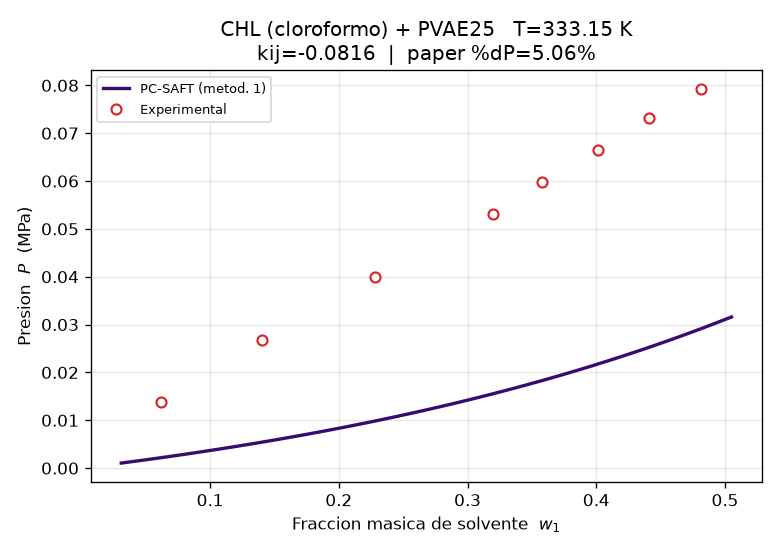 CHL (cloroformo) + PVAE25   T=333.15 K
kij=-0.0816  |  paper %dP=5.06%
PC-SAFT (metod. 1)
Experimental
Presion  P  (MPa)
0.08
0.07
0.06
0.05
0.04
0.03
0.02
0.01
0.00
0.1
0.2
0.3
0.4
0.5
Fraccion masica de solvente  w₁